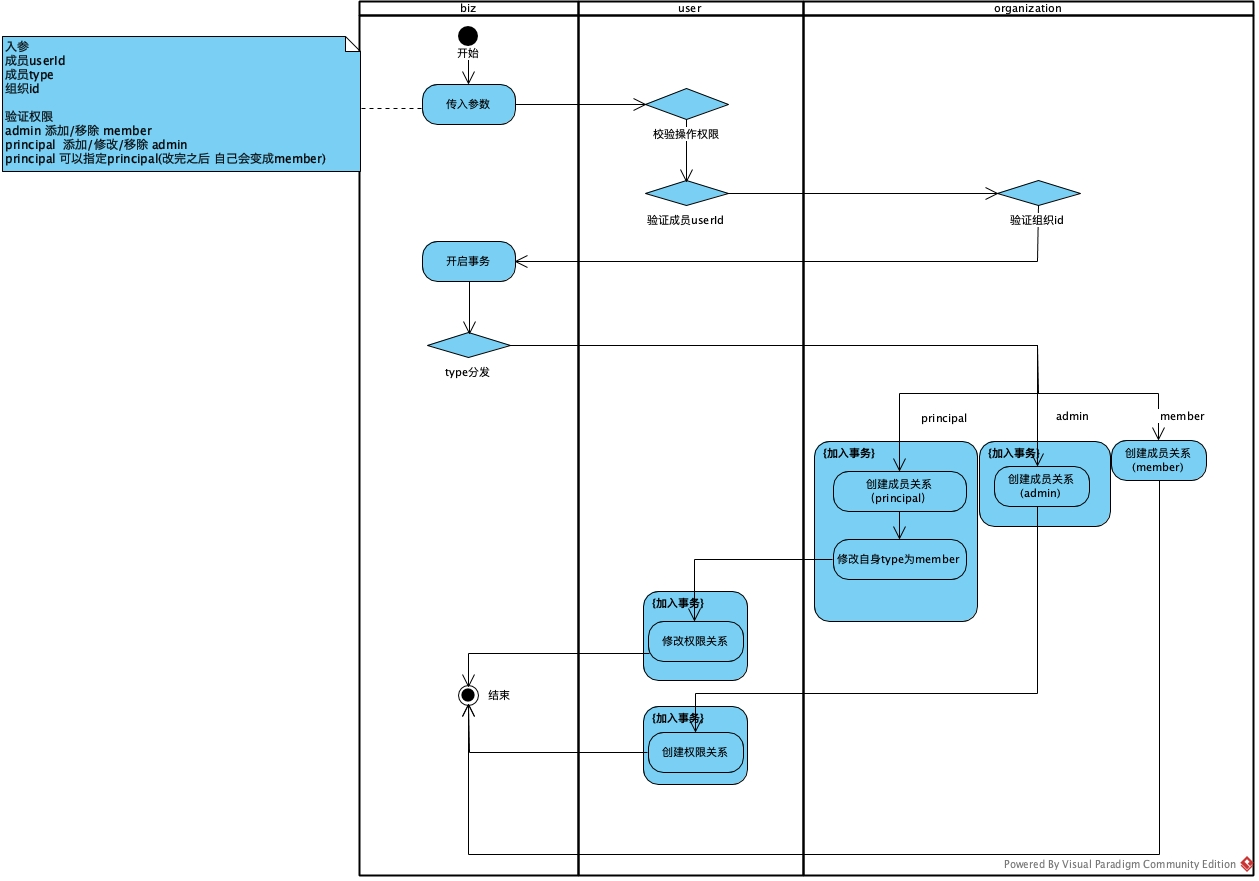 biz
user
organization
开始
入参
成员userId
成员type
组织id
验证权限
admin 添加/移除 member
principal 添加/修改/移除 admin
principal 可以指定principal(改完之后 自己会变成member)
传入参数
校验操作权限
验证成员userId
验证组织id
开启事务
type分发
principal
admin
member
{加入事务}
创建成员关系
(principal)
修改自身type为member
{加入事务}
创建成员关系
(admin)
创建成员关系
(member)
{加入事务}
修改权限关系
结束
{加入事务}
创建权限关系
Powered By Visual Paradigm Community Edition